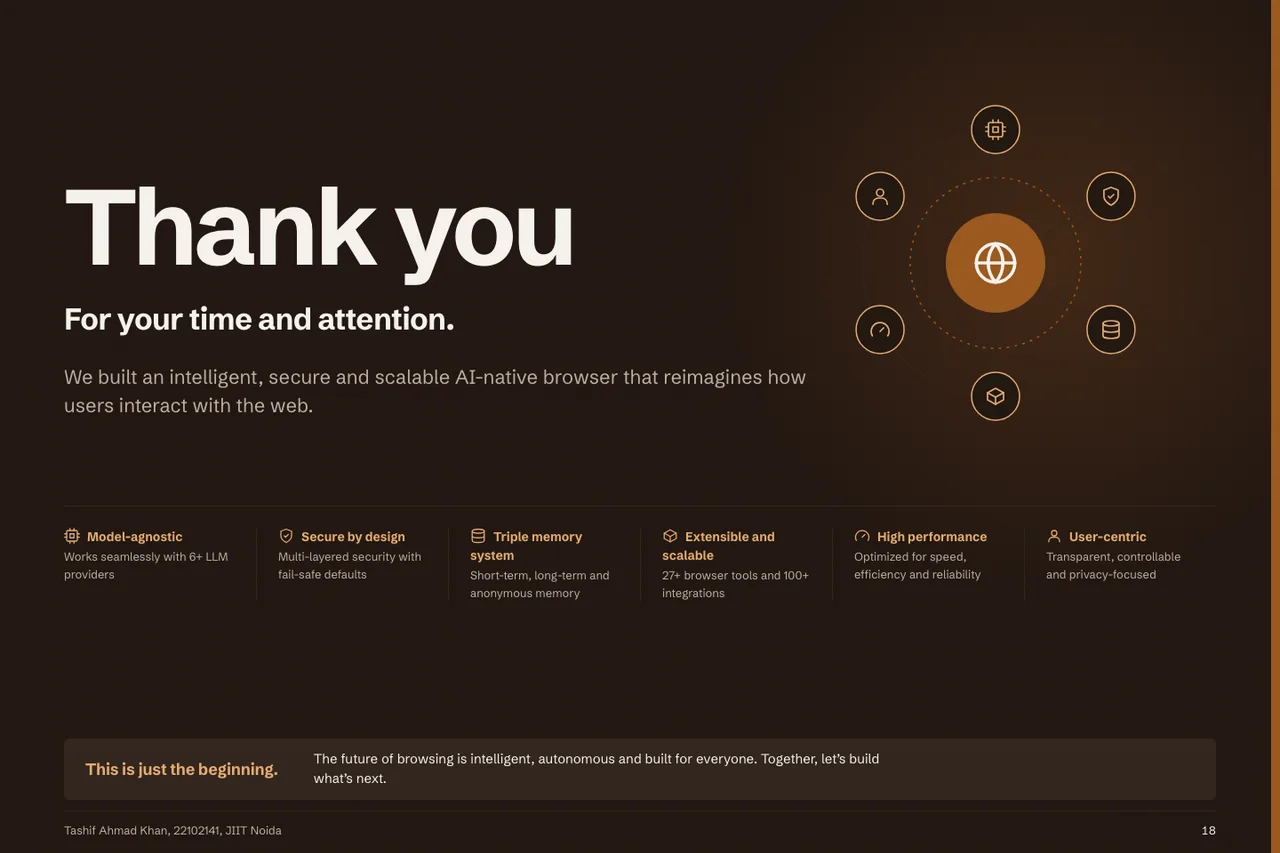 Thank you
For your time and attention.
We built an intelligent, secure and scalable AI-native browser that reimagines how
users interact with the web.
Model-agnostic
Works seamlessly with 6+ LLM
providers
Secure by design
Multi-layered security with
fail-safe defaults
Triple memory
system
Short-term, long-term and
anonymous memory
Extensible and
scalable
27+ browser tools and 100+
integrations
High performance
Optimized for speed,
efficiency and reliability
User-centric
Transparent, controllable
and privacy-focused
This is just the beginning.
The future of browsing is intelligent, autonomous and built for everyone. Together, let’s build
what’s next.
Tashif Ahmad Khan, 22102141, JIIT Noida
18